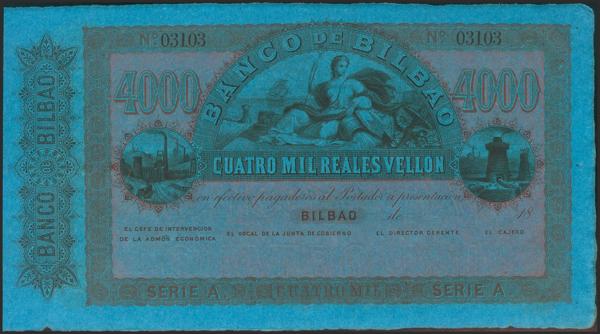 BANCO DE BILBAO
Nº 03103
Nº 03103
BANCO DE BILBAO
4000
4000
CUATRO MIL REALES VELLON
en efectivo pagaderos al Portador a presentacion
BILBAO de 18
EL GEFE DE INTERVENCION
DE LA ADMON ECONOMICA
EL VOCAL DE LA JUNTA DE GOBIERNO
EL DIRECTOR GERENTE
EL CAJERO
SERIE A
CUATRO MIL
SERIE A